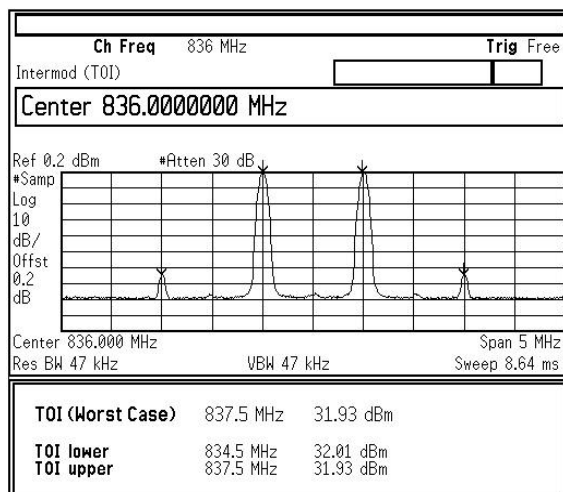 Ch Freq 836 MHz Trig Free
Intermod (TOI)
Center 836.0000000 MHz
Ref 0.2 dBm #Atten 30 dB
#Samp
Log
10
dB/
Offst
0.2
dB
Center 836.000 MHz Span 5 MHz
Res BW 47 kHz VBW 47 kHz Sweep 8.64 ms
TOI (Worst Case) 837.5 MHz 31.93 dBm
TOI lower 834.5 MHz 32.01 dBm
TOI upper 837.5 MHz 31.93 dBm